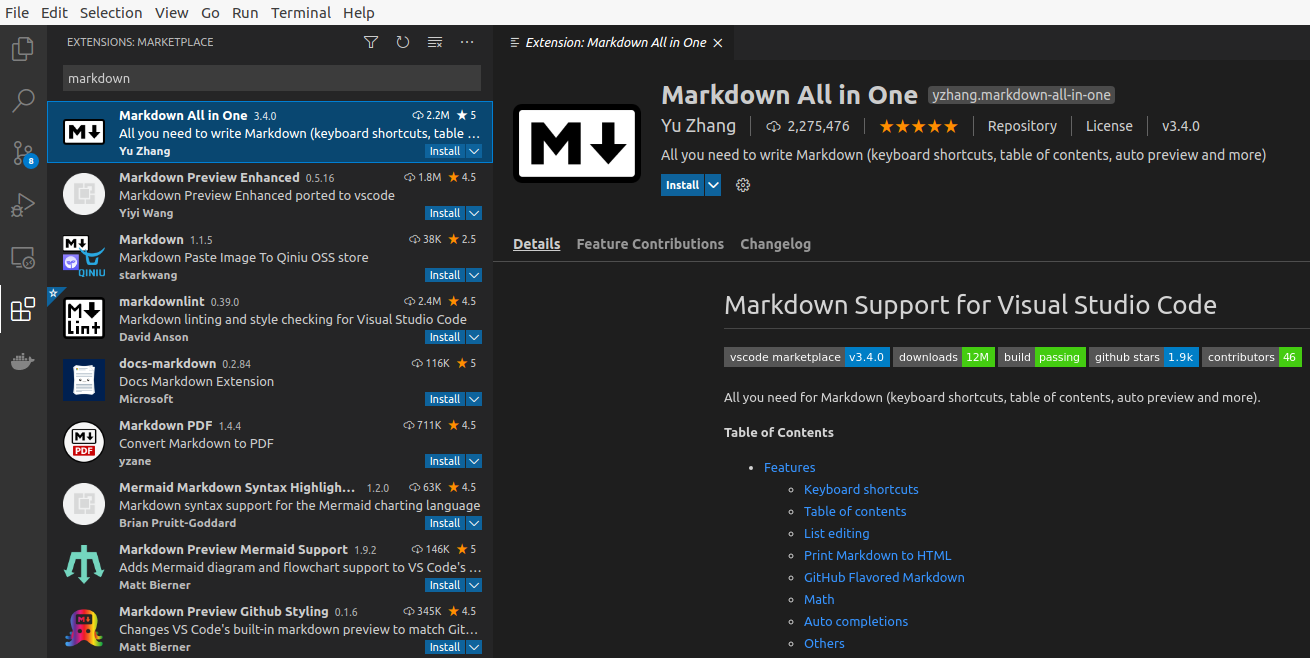 File Edit Selection View Go Run Terminal Help
EXTENSIONS: MARKETPLACE
markdown
8
Markdown All in One 3.4.0 2.2M 5
All you need to write Markdown (keyboard shortcuts, table ...
Yu Zhang Install
Markdown Preview Enhanced 0.5.16 1.8M 4.5
Markdown Preview Enhanced ported to vscode
Yiyi Wang Install
Markdown 1.1.5 38K 2.5
Markdown Paste Image To Qiniu OSS store
QINIU
starkwang Install
markdownlint 0.39.0 2.4M 4.5
Markdown linting and style checking for Visual Studio Code
lint
David Anson Install
docs-markdown 0.2.84 116K 5
Docs Markdown Extension
Microsoft Install
Markdown PDF 1.4.4 711K 4.5
Convert Markdown to PDF
PDF
yzane Install
Mermaid Markdown Syntax Highligh... 1.2.0 63K 4.5
Markdown syntax support for the Mermaid charting language
Brian Pruitt-Goddard Install
Markdown Preview Mermaid Support 1.9.2 146K 5
Adds Mermaid diagram and flowchart support to VS Code's ...
Matt Bierner Install
Markdown Preview Github Styling 0.1.6 345K 4.5
Changes VS Code's built-in markdown preview to match Git...
Matt Bierner Install
Extension: Markdown All in One
M
Markdown All in One yzhang.markdown-all-in-one
Yu Zhang 2,275,476 Repository License v3.4.0
All you need to write Markdown (keyboard shortcuts, table of contents, auto preview and more)
Install
Details Feature Contributions Changelog
Markdown Support for Visual Studio Code
vscode marketplace v3.4.0 downloads 12M build passing github stars 1.9k contributors 46
All you need for Markdown (keyboard shortcuts, table of contents, auto preview and more).
Table of Contents
Features
Keyboard shortcuts
Table of contents
List editing
Print Markdown to HTML
GitHub Flavored Markdown
Math
Auto completions
Others